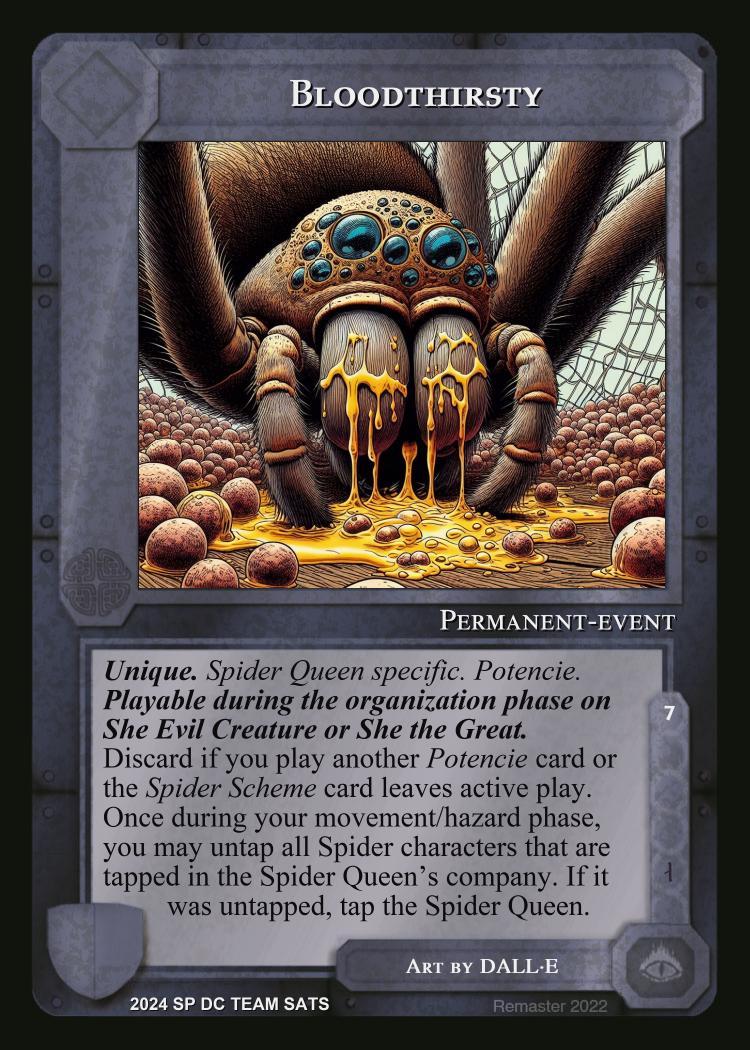 Bloodthirsty
Permanent-event
Unique. Spider Queen specific. Potencie.
Playable during the organization phase on
She Evil Creature or She the Great.
Discard if you play another Potencie card or
the Spider Scheme card leaves active play.
Once during your movement/hazard phase,
you may untap all Spider characters that are
tapped in the Spider Queen’s company. If it
was untapped, tap the Spider Queen.
7
Art by DALL·E
2024 SP DC TEAM SATS
Remaster 2022